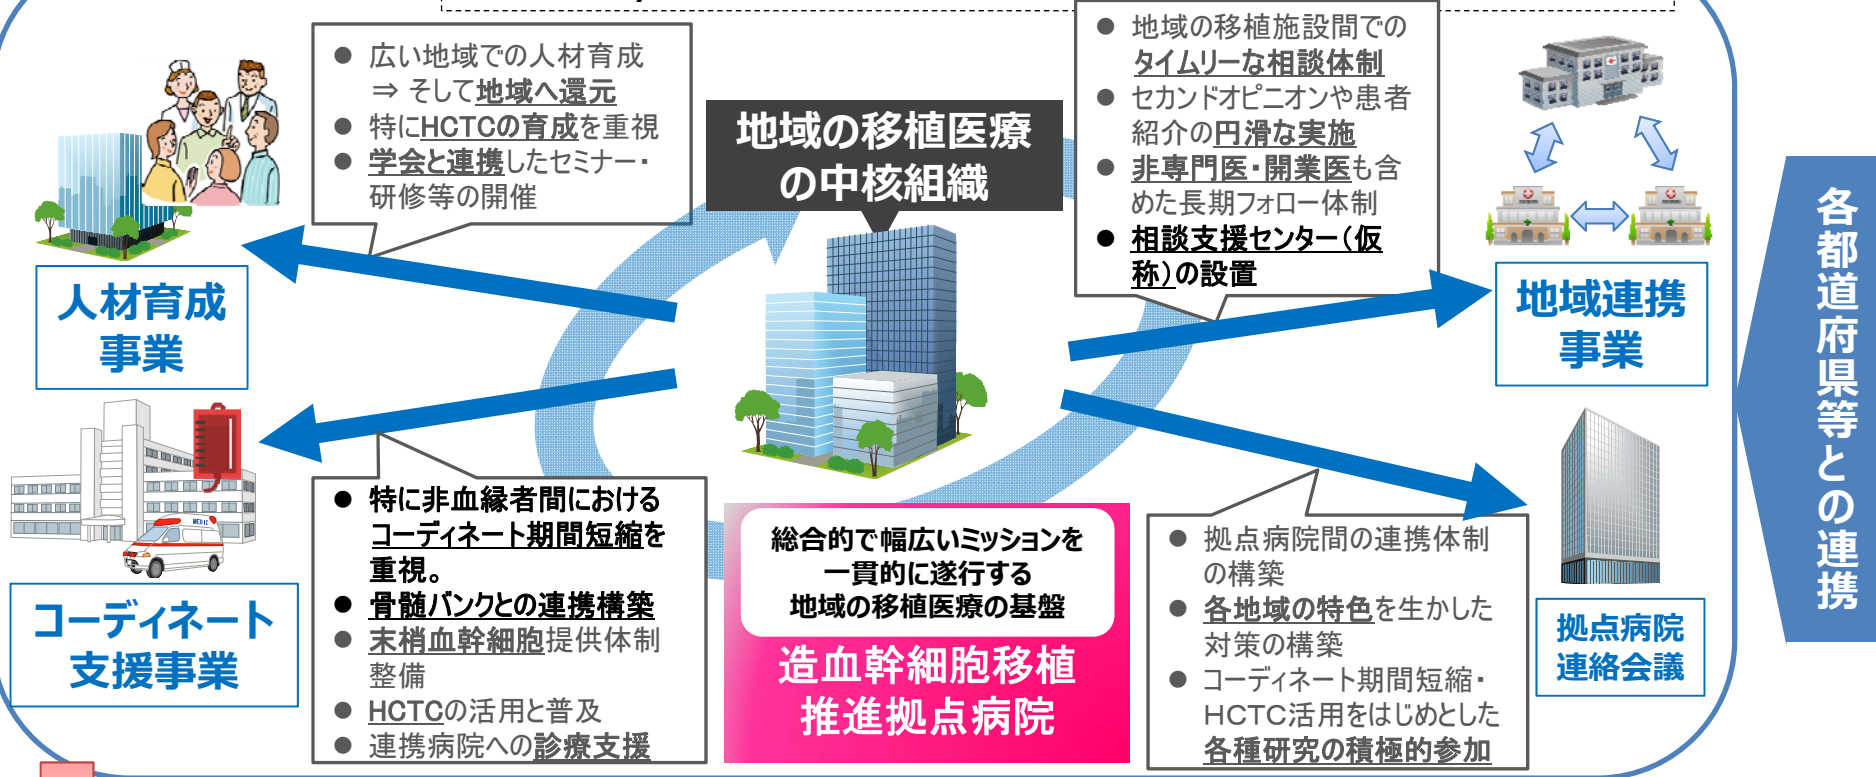 ● 広い地域での人材育成
⇒ そして地域へ還元
● 特にHCTCの育成を重視
● 学会と連携したセミナー・
研修等の開催
人材育成
事業
地域の移植医療
の中核組織
● 地域の移植施設間での
タイムリーな相談体制
● セカンドオピニオンや患者
紹介の円滑な実施
● 非専門医・開業医も含
めた長期フォロー体制
● 相談支援センター（仮
称）の設置
地域連携
事業
コーディネート
支援事業
● 特に非血縁者間における
コーディネート期間短縮を
重視。
● 骨髄バンクとの連携構築
● 末梢血幹細胞提供体制
整備
● HCTCの活用と普及
● 連携病院への診療支援
総合的で幅広いミッションを
一貫的に遂行する
地域の移植医療の基盤
造血幹細胞移植
推進拠点病院
● 拠点病院間の連携体制
の構築
● 各地域の特色を生かした
対策の構築
● コーディネート期間短縮・
HCTC活用をはじめとした
各種研究の積極的参加
拠点病院
連絡会議
各都道府県等との連携
MEDIC